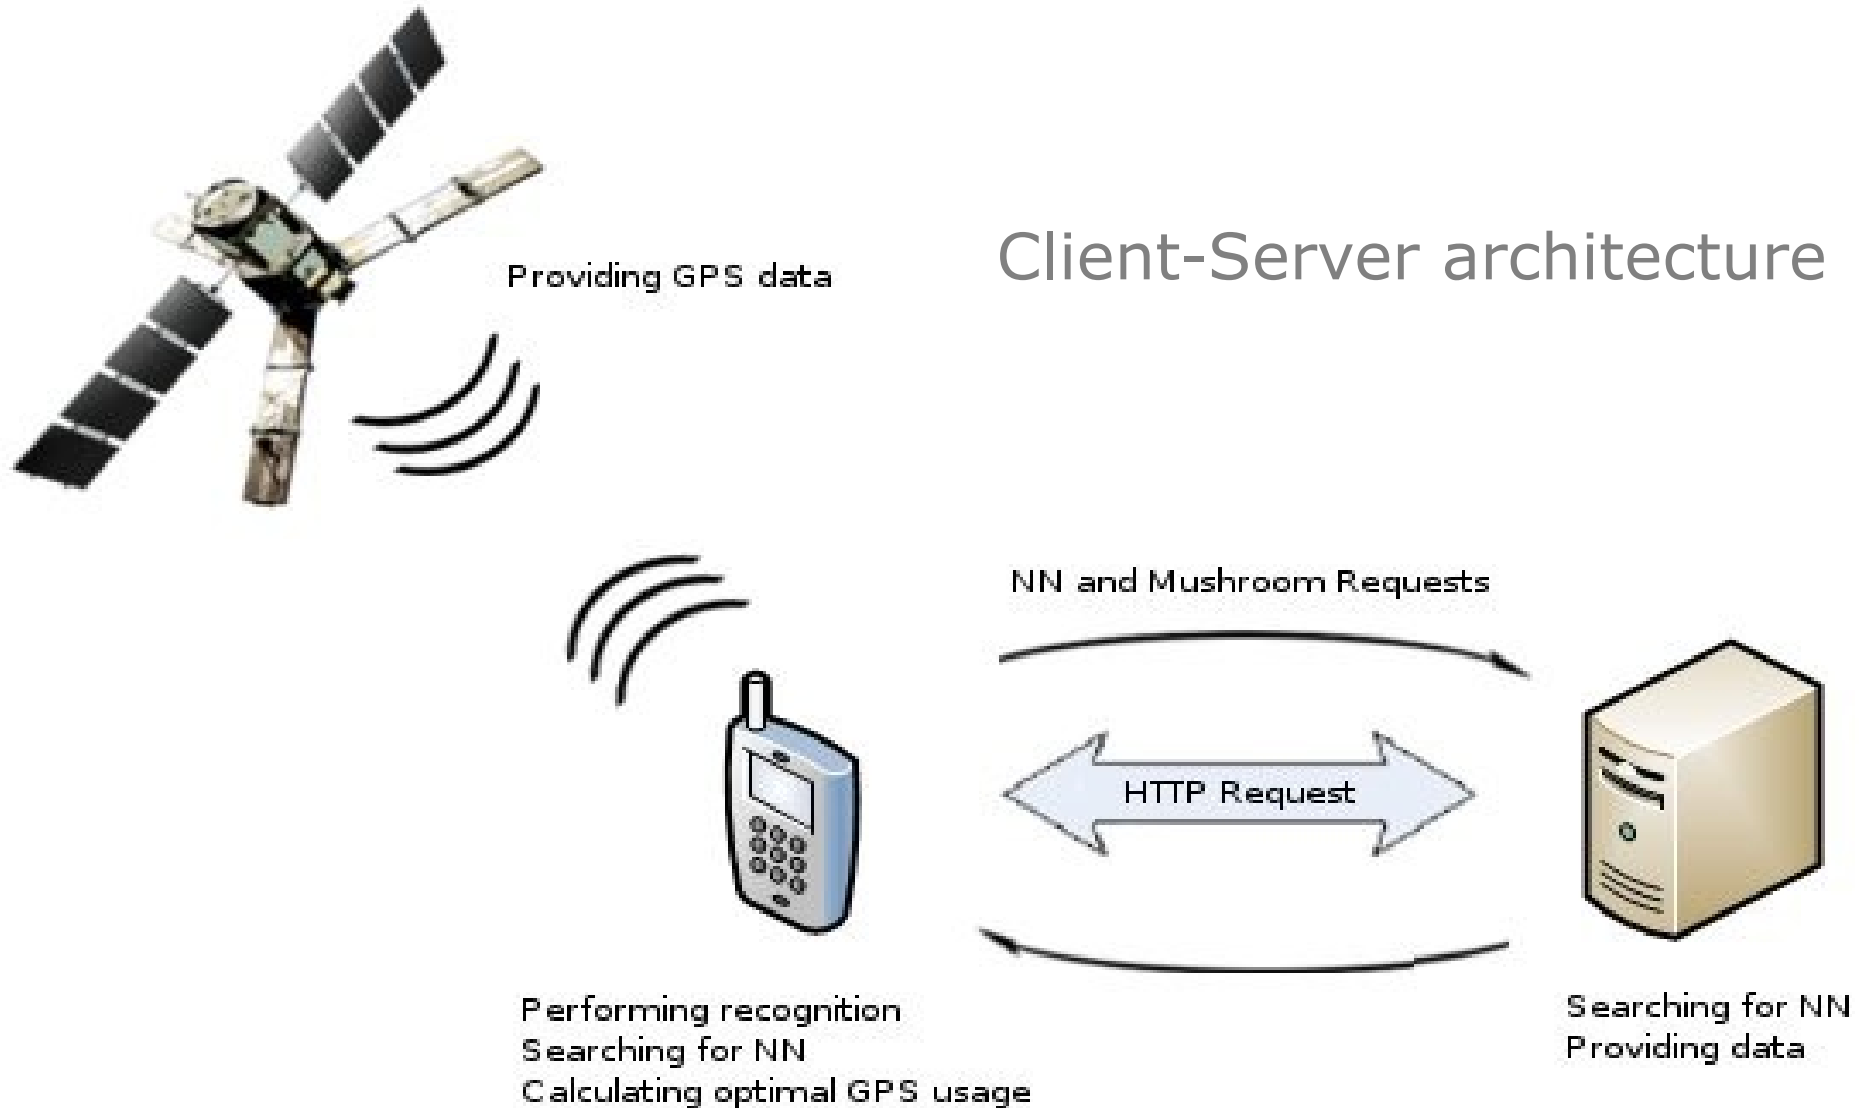 Providing GPS data
Client-Server architecture
NN and Mushroom Requests
HTTP Request
Performing recognition
Searching for NN
Calculating optimal GPS usage
Searching for NN
Providing data